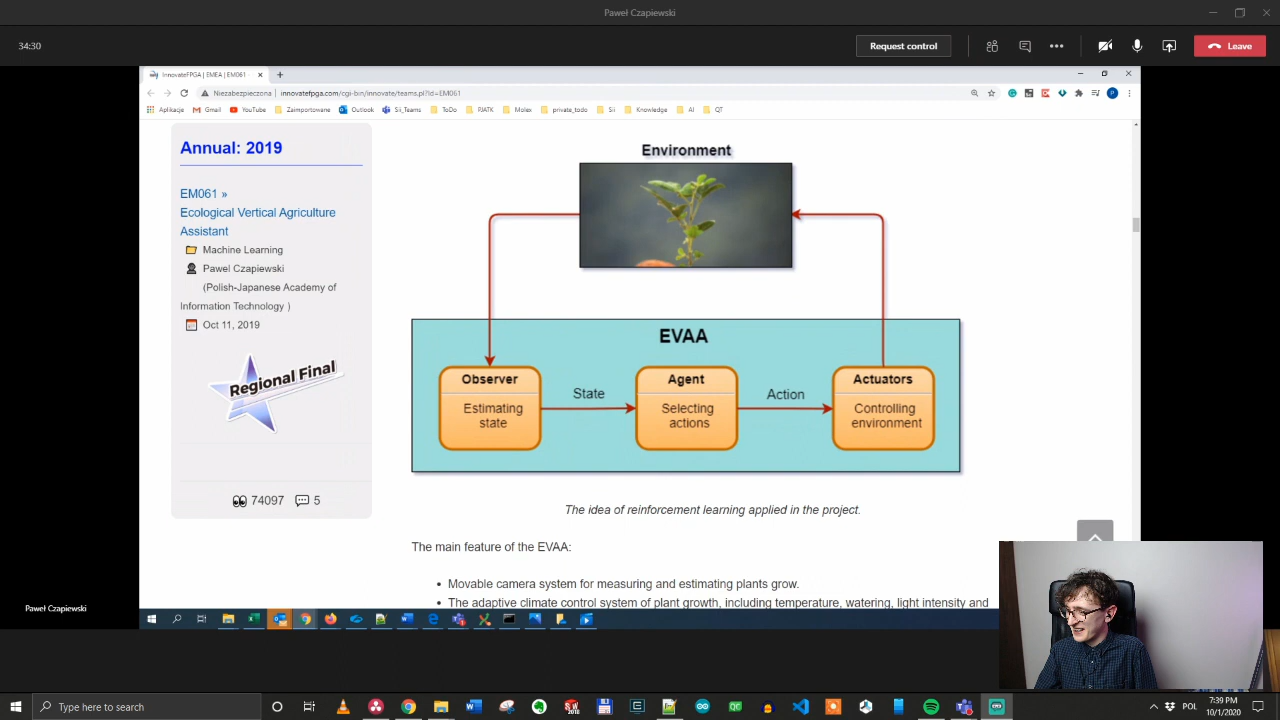 Paweł Czapiewski
34:30
Request control
Leave
InnovateFPGA | EMEA | EM061 -
Niezabezpieczona
innovatefpga.com/cgi-bin/innovate/teams.pl?Id=EM061
Aplikacje
Gmail
YouTube
Zaimportowane
Outlook
Sii_Teams
ToDo
PJATK
Molex
private_todo
Sii
Knowledge
AI
QT
Annual: 2019
EM061 »
Ecological Vertical Agriculture
Assistant
Machine Learning
Pawel Czapiewski
(Polish-Japanese Academy of
Information Technology )
Oct 11, 2019
Regional Final
74097
5
Environment
EVAA
Observer
Estimating
state
State
Agent
Selecting
actions
Action
Actuators
Controlling
environment
The idea of reinforcement learning applied in the project.
The main feature of the EVAA:
• Movable camera system for measuring and estimating plants grow.
• The adaptive climate control system of plant growth, including temperature, watering, light intensity and
Paweł Czapiewski
Type here to search
POL
7:39 PM
10/1/2020